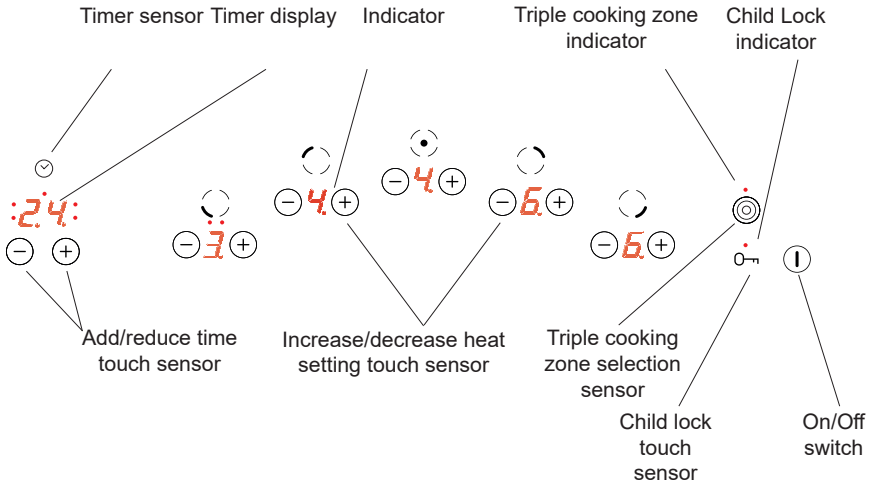 Timer sensor
Timer display
Indicator
Triple cooking zone
indicator
Child Lock
indicator
2.4.
3.
4.
4.
6.
6.
Add/reduce time
touch sensor
Increase/decrease heat
setting touch sensor
Triple cooking
zone selection
sensor
Child lock
touch
sensor
On/Off
switch